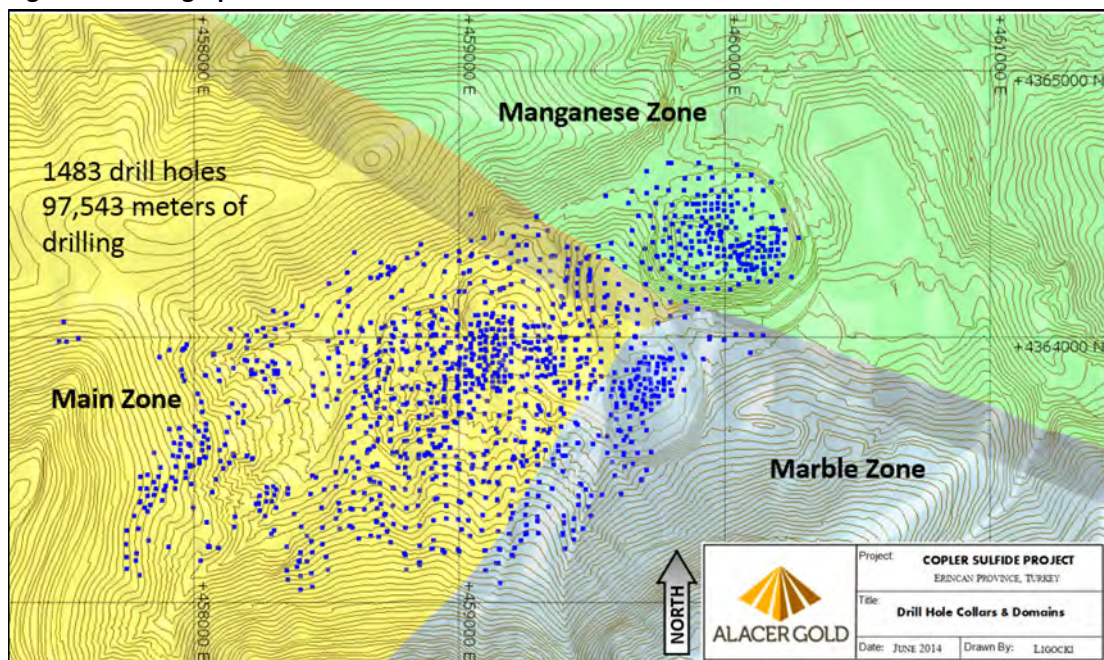 +458000 E
+459000 E
+460000 E
+461000 E
+4365000 N
Manganese Zone
1483 drill holes
97,543 meters of
drilling
+4364000 N
Main Zone
Marble Zone
+458000 E
+459000 E
NORTH
ALACER GOLD
Project: COPLER SULFIDE PROJECT
ERINCAN PROVINCE, TURKEY
Title:
Drill Hole Collars & Domains
Date: JUNE 2014 Drawn By: LIGOCKI